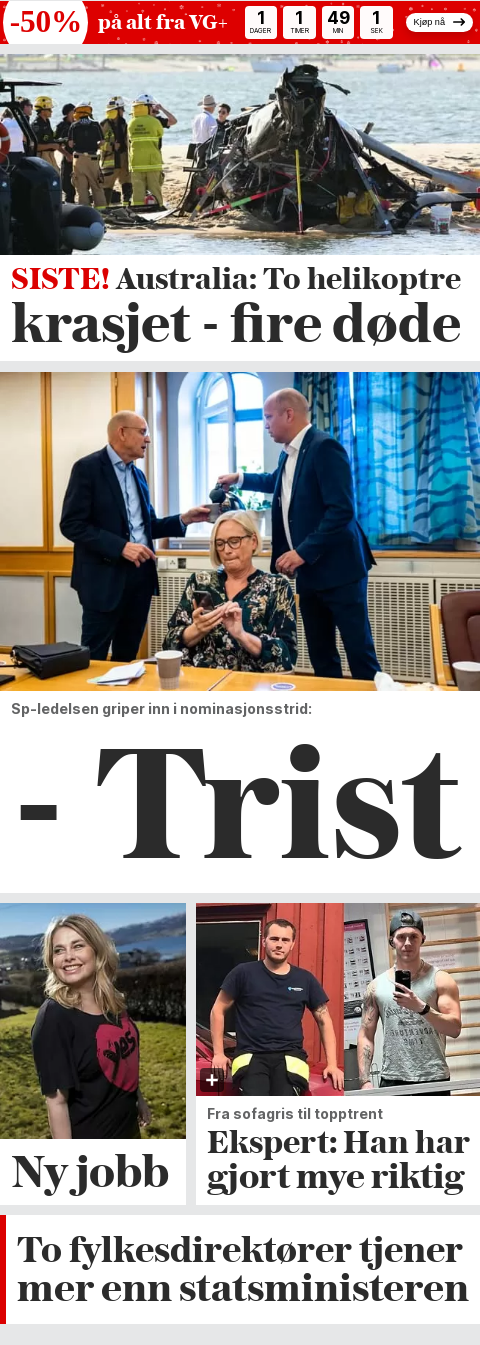 -50% på alt fra VG+
1 DAGER 1 TIMER 49 MIN 1 SEK
Kjøp nå →
SISTE! Australia: To helikoptre
krasjet - fire døde
Sp-ledelsen griper inn i nominasjonsstrid:
- Trist
yes
Ny jobb
+
Fra sofagris til topptrent
Ekspert: Han har
gjort mye riktig
To fylkesdirektører tjener
mer enn statsministeren